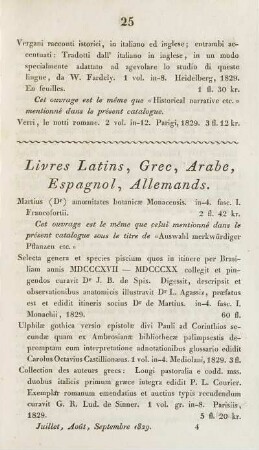 25
Vergani racconti istorici, in italiano ed inglese; entrambi ac-
centuati: Tradotti dall' italiano in inglese, in un modo
specialmente adattato ad agevolare lo studio di queste
lingue, da W. Fardely. 1 vol. in-8. Heidelberg, 1829.
En feuilles. 1 fl. 30 kr.
Cet ouvrage est le même que «Historical narrative etc.»
mentionné dans le présent catalogue.
Verri, le notti romane. 2 vol. in-12. Parigi, 1829. 3 fl. 12 kr.
Livres Latins, Grec, Arabe,
Espagnol, Allemands.
Martius (Dr) amoenitates botanicæ Monacensis. in-4. fasc. I.
Francofortii. 2 fl. 42 kr.
Cet ouvrage est le même que celui mentionné dans le
présent catalogue sous le titre de «Auswahl merkwürdiger
Pflanzen etc.»
Selecta genera et species piscium quos in itinere per Brasi-
liam annis MDCCCXVII — MDCCCXX collegit et pin-
gendos curavit Dr J. B. de Spix. Digessit, descripsit et
observationibus anatomicis illustravit Dr L. Agassiz, præfatus
est et edidit itineris socius Dr de Martius. in-4. fasc. I.
Monachii, 1829. 60 fl.
Ulphilæ gothica versio epistolæ divi Pauli ad Corinthios se-
cundæ quam ex Ambrosianæ bibliothecæ palimpsestis de-
promptam cum interpretatione, adnotationibus, glossario edidit
Carolus Octavius Castillionæus. 1 vol. in-4. Mediolani, 1829. 3 fl.
Collection des auteurs grecs: Longi pastoralia e codd. mss.
duobus italicis primum græce integra edidit P. L. Courier.
Exemplar romanum emendatius et auctius typis recudendum
curavit G. R. Lud. de Sinner. 1 vol. gr. in-8. Parisiis,
1829. 5 fl. 20 kr.
Juillet, Août, Septembre 1829. 4